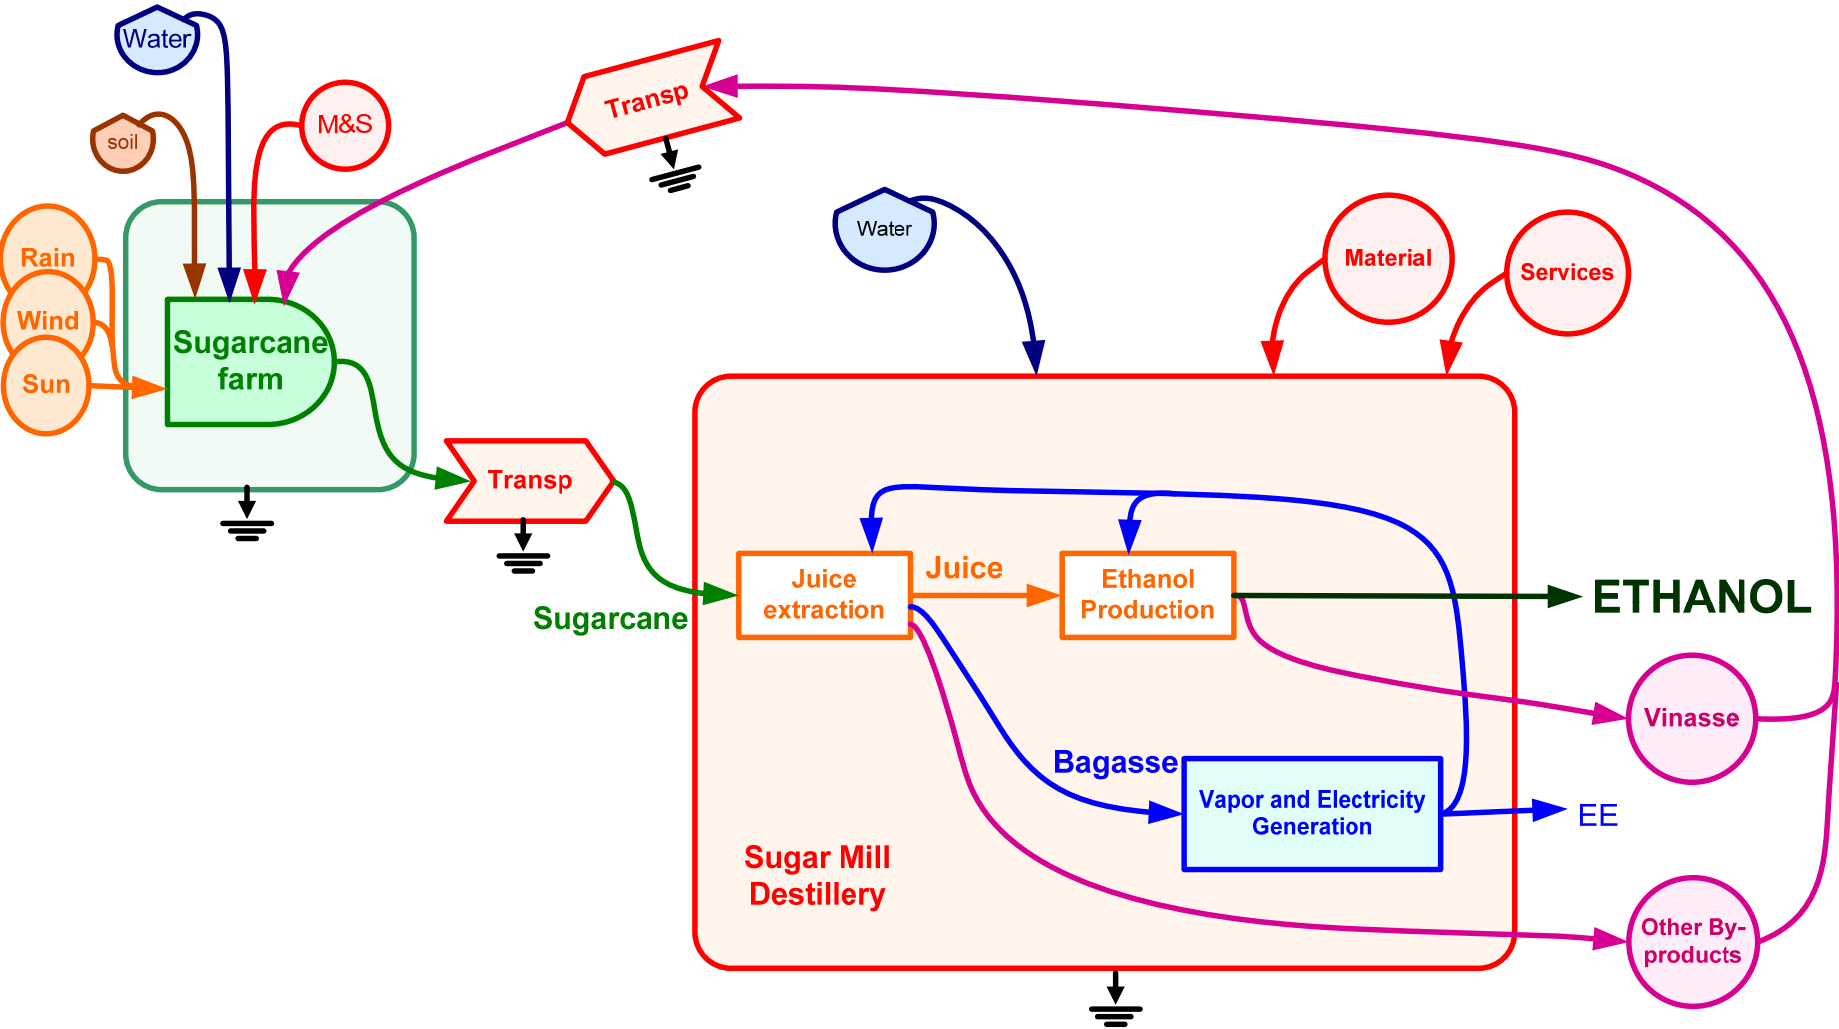 Water
M&S
soil
Transp
Rain
Wind
Sun
Sugarcane
farm
Water
Material
Services
Transp
Sugarcane
Juice
extraction
Juice
Ethanol
Production
ETHANOL
Vinasse
Bagasse
Vapor and Electricity
Generation
EE
Sugar Mill
Destillery
Other By-
products